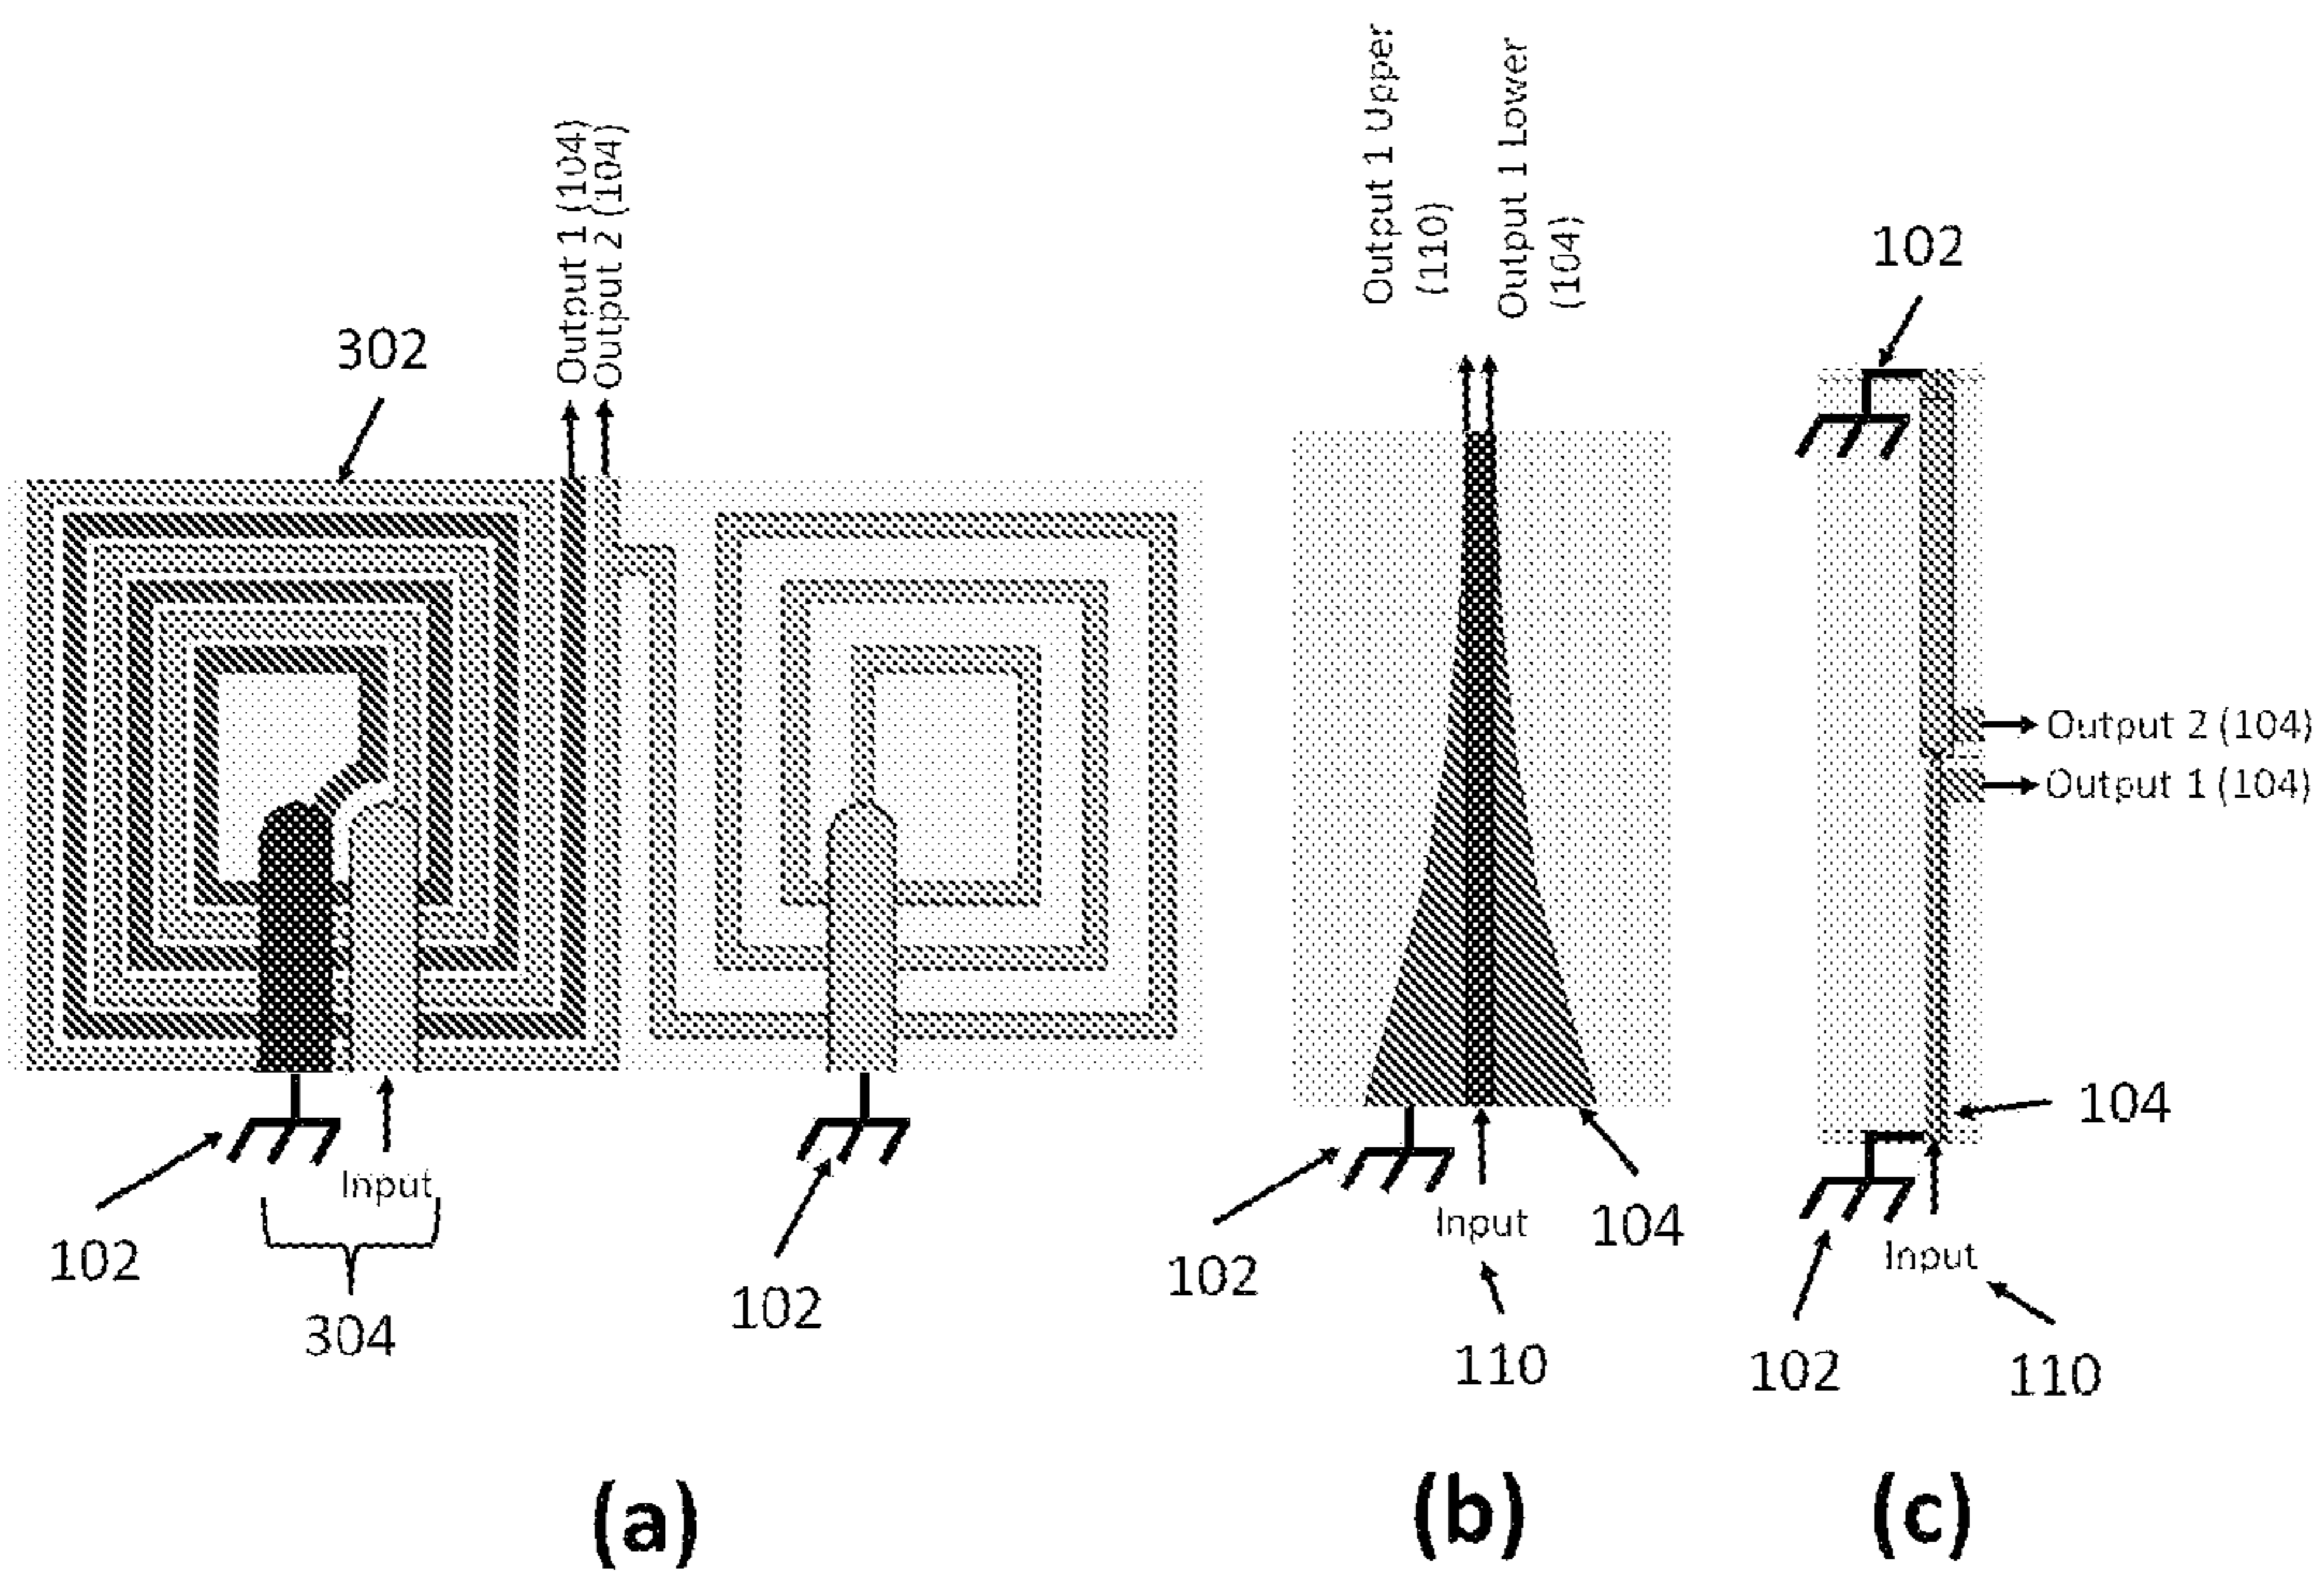 302
Output 1 (104)
Output 2 (104)
102
Input
304
102
(a)
Output 1 Upper
(110)
Output 1 Lower
(104)
102
Input
104
110
(b)
102
Output 2 (104)
Output 1 (104)
104
Input
102
110
(c)